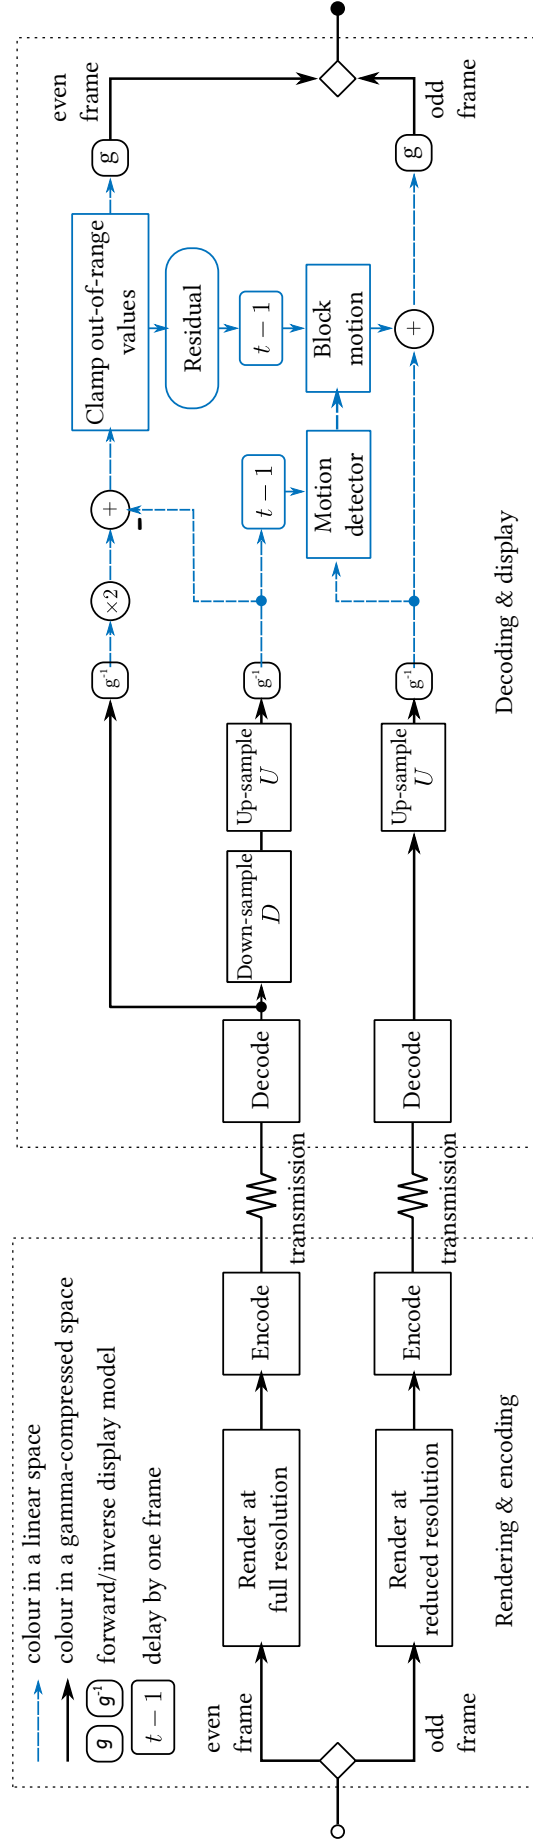 colour in a linear space
colour in a gamma-compressed space
g g⁻¹ forward/inverse display model
t − 1 delay by one frame
even
frame
odd
frame
Render at
full resolution
Render at
reduced resolution
Encode
Encode
Rendering & encoding
transmission
transmission
Decode
Decode
Down-sample
D
Up-sample
U
Up-sample
U
g⁻¹
g⁻¹
g⁻¹
×2
+
-
t − 1
Motion
detector
Clamp out-of-range
values
Residual
t − 1
Block
motion
+
g
g
even
frame
odd
frame
Decoding & display